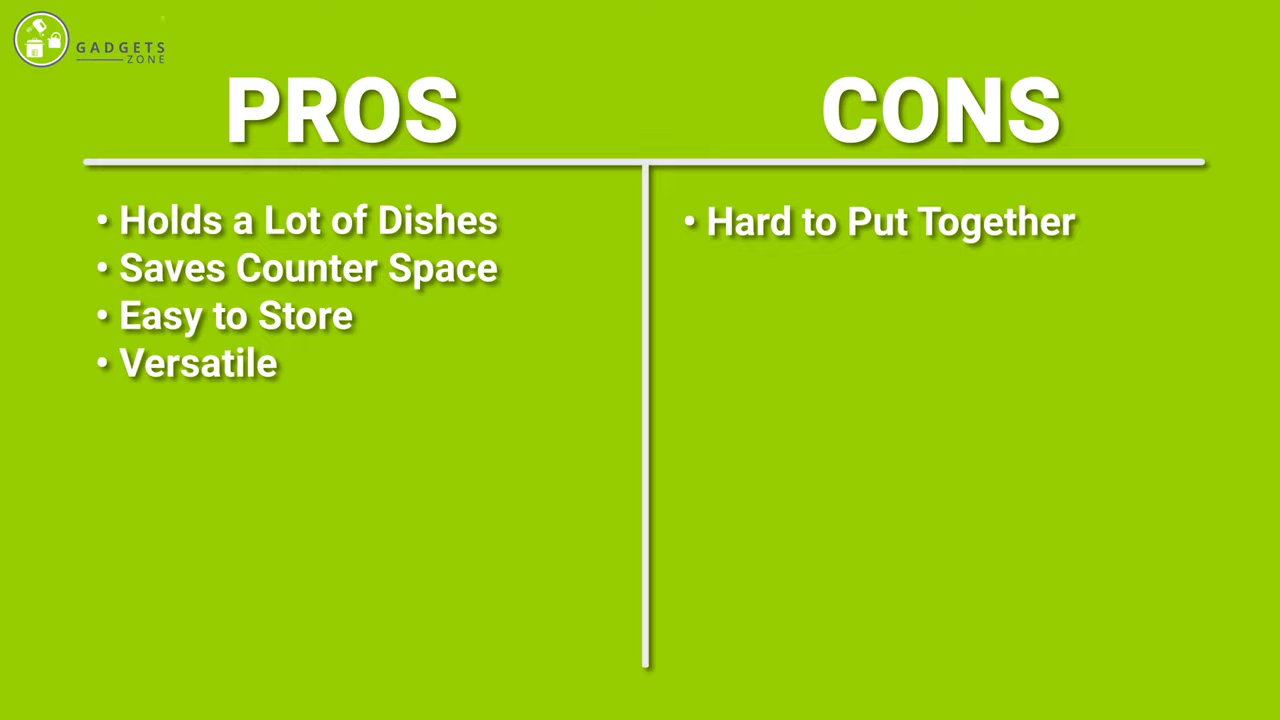 GADGETS
ZONE
PROS
CONS
• Holds a Lot of Dishes
• Saves Counter Space
• Easy to Store
• Versatile
• Hard to Put Together